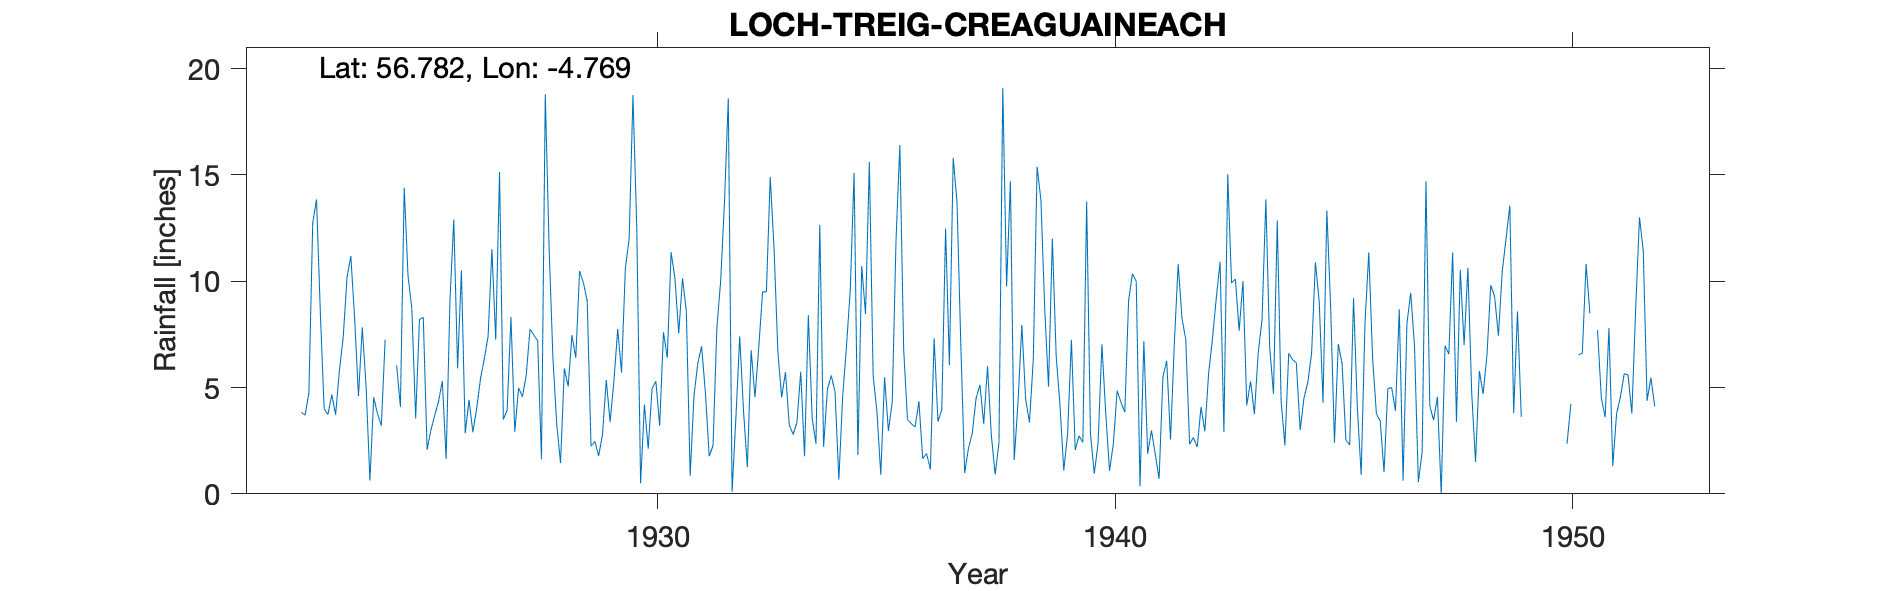 LOCH-TREIG-CREAGUAINEACH
Lat: 56.782, Lon: -4.769
20
15
10
5
0
Rainfall [inches]
1930 1940 1950
Year